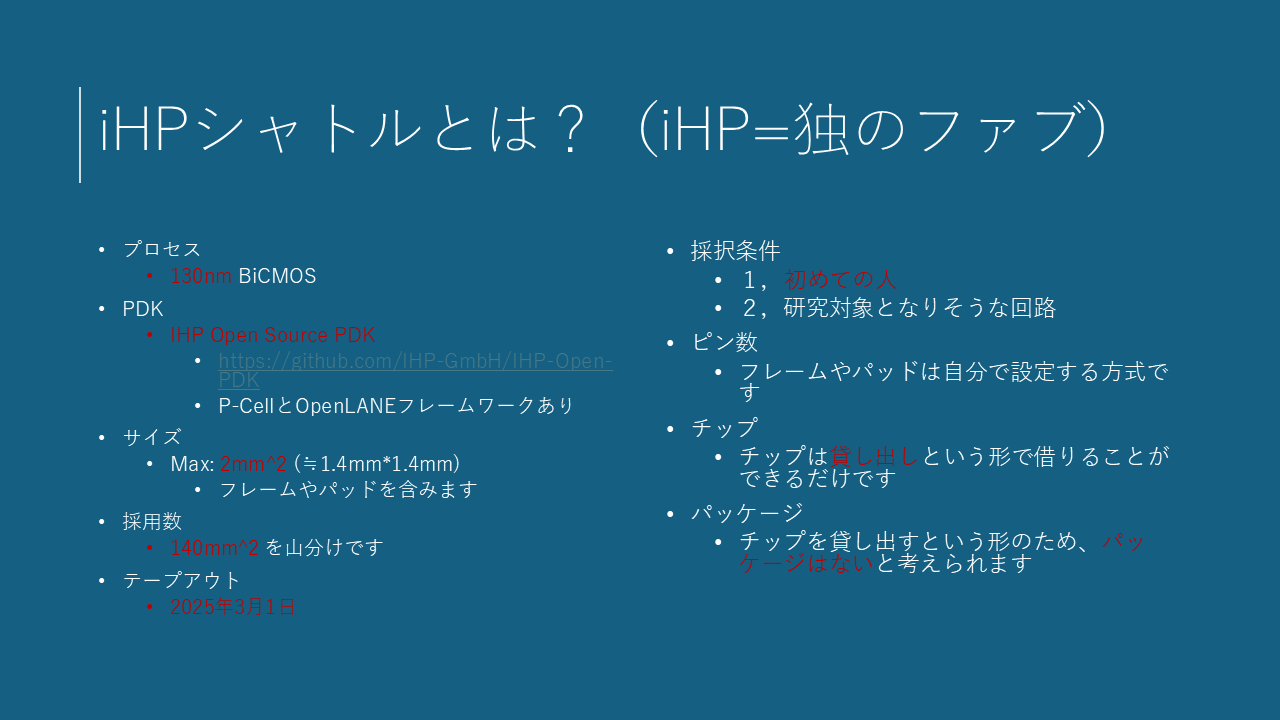 iHPシャトルとは？（iHP=独のファブ）
• プロセス
• 130nm BiCMOS
• PDK
• IHP Open Source PDK
• https://github.com/IHP-GmbH/IHP-Open-
PDK
• P-CellとOpenLANEフレームワークあり
• サイズ
• Max: 2mm^2 (≒1.4mm*1.4mm)
• フレームやパッドを含みます
• 採用数
• 140mm^2 を山分けです
• テープアウト
• 2025年3月1日
• 採択条件
• １，初めての人
• ２，研究対象となりそうな回路
• ピン数
• フレームやパッドは自分で設定する方式で
す
• チップ
• チップは貸し出しという形で借りることが
できるだけです
• パッケージ
• チップを貸し出すという形のため、パッ
ケージはないと考えられます